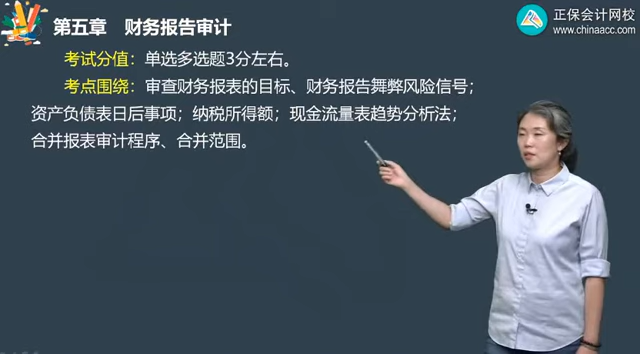 正保会计网校
www.chinaacc.com
第五章　财务报告审计
考试分值：单选多选题3分左右。
考点围绕：审查财务报表的目标、财务报告舞弊风险信号；
资产负债表日后事项；纳税所得额；现金流量表趋势分析法；
合并报表审计程序、合并范围。